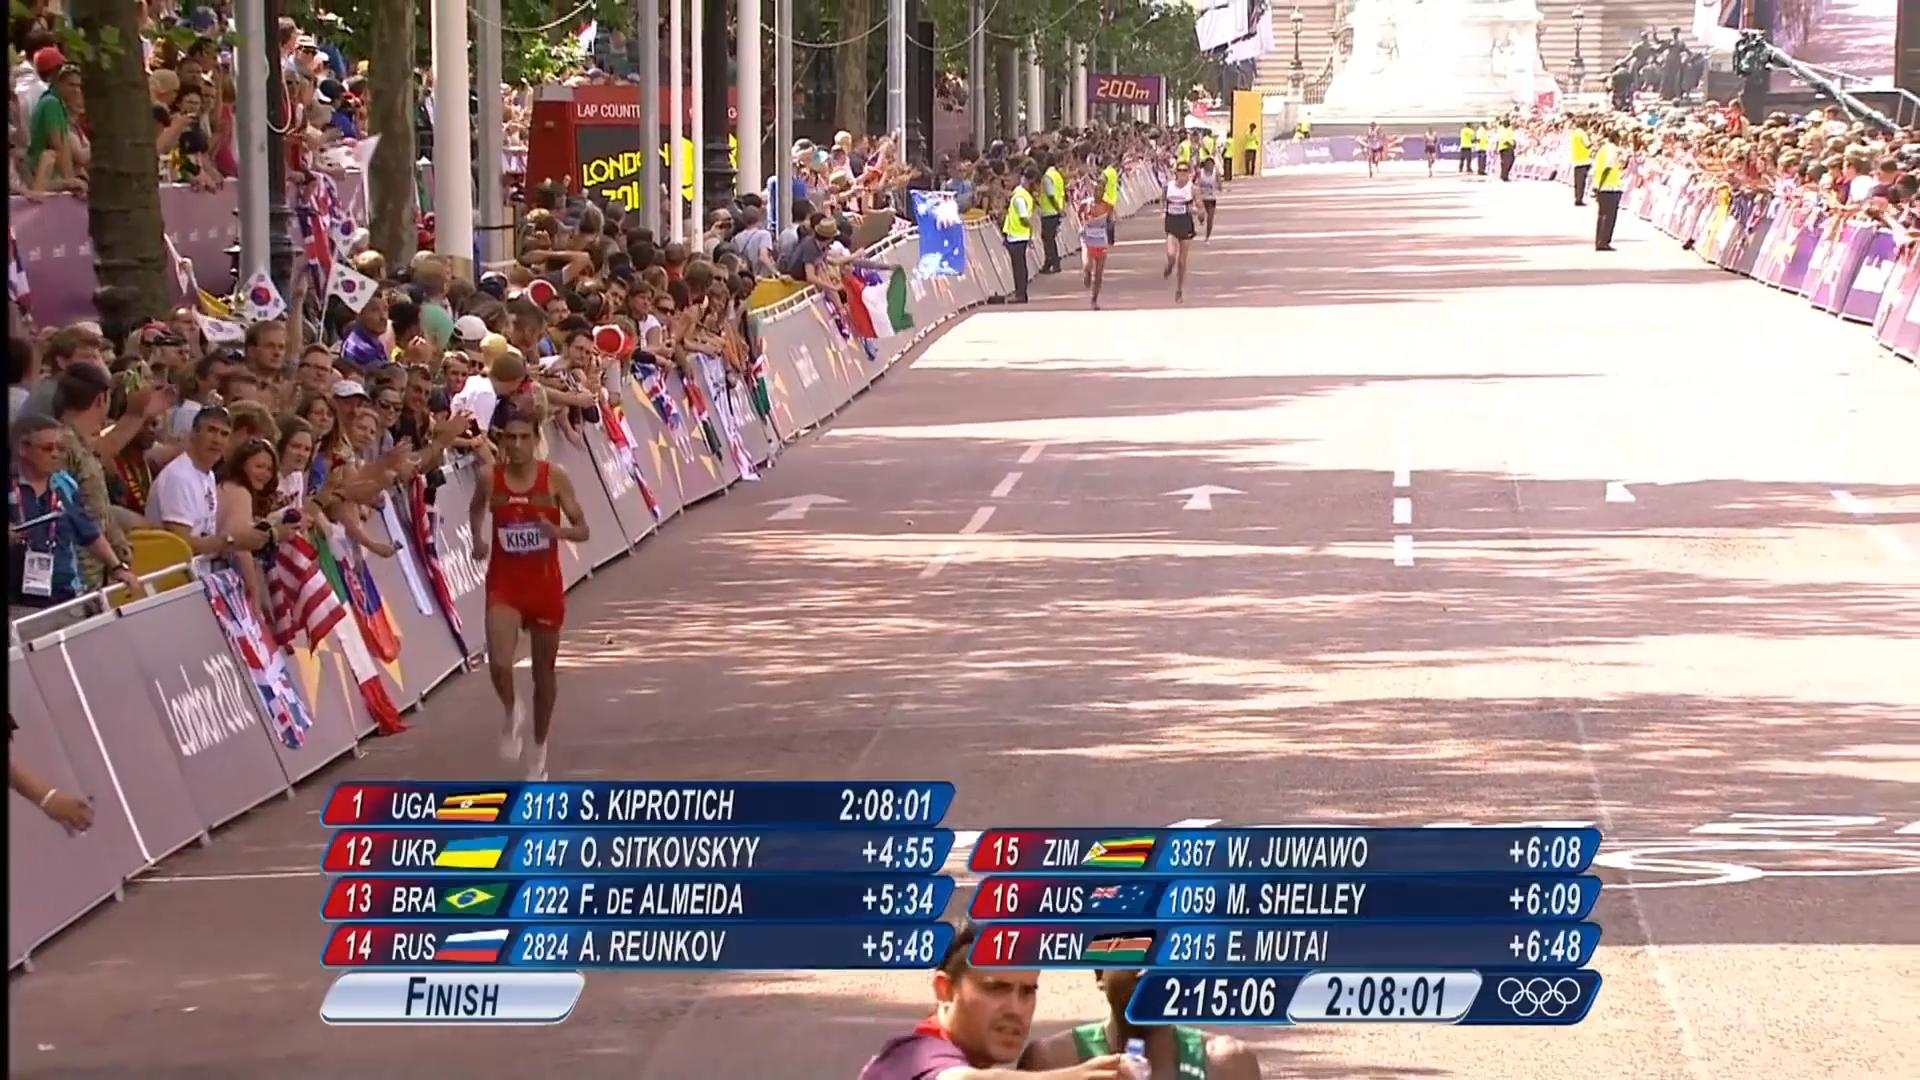 200m
LAP COUNT
LONDON
201
KISRI
London 2012
1 UGA 3113 S. KIPROTICH 2:08:01
12 UKR 3147 O. SITKOVSKYY +4:55
13 BRA 1222 F. DE ALMEIDA +5:34
14 RUS 2824 A. REUNKOV +5:48
15 ZIM 3367 W. JUWAWO +6:08
16 AUS 1059 M. SHELLEY +6:09
17 KEN 2315 E. MUTAI +6:48
FINISH
2:15:06 2:08:01